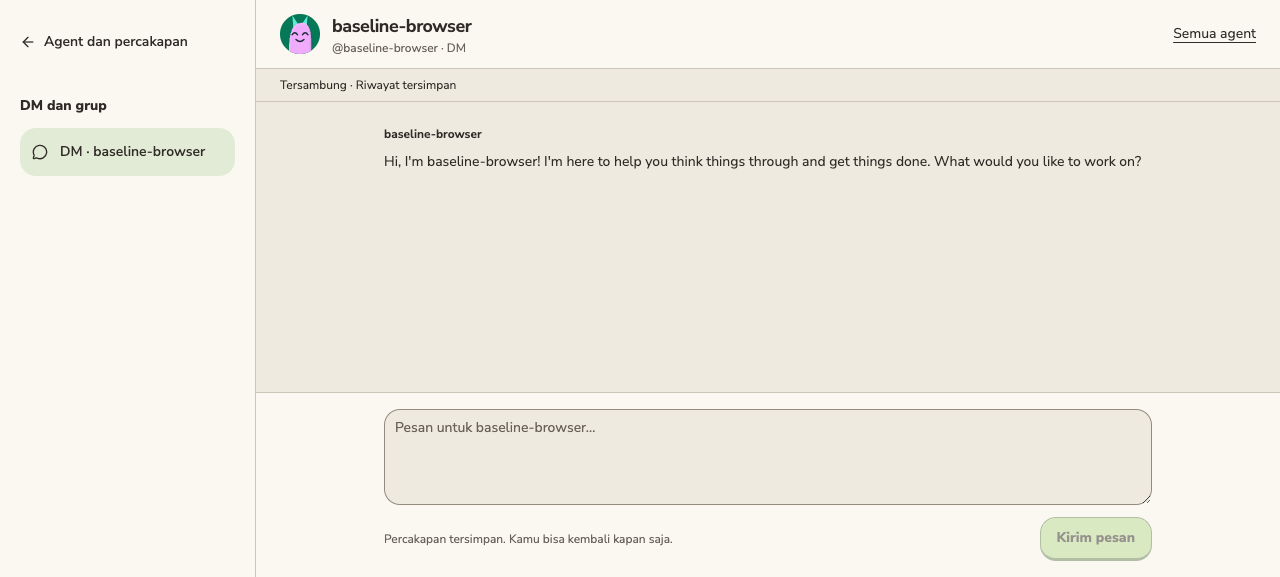 Agent dan percakapan
DM dan grup
DM · baseline-browser
baseline-browser
@baseline-browser · DM
Semua agent
Tersambung · Riwayat tersimpan
baseline-browser
Hi, I'm baseline-browser! I'm here to help you think things through and get things done. What would you like to work on?
Pesan untuk baseline-browser...
Percakapan tersimpan. Kamu bisa kembali kapan saja.
Kirim pesan